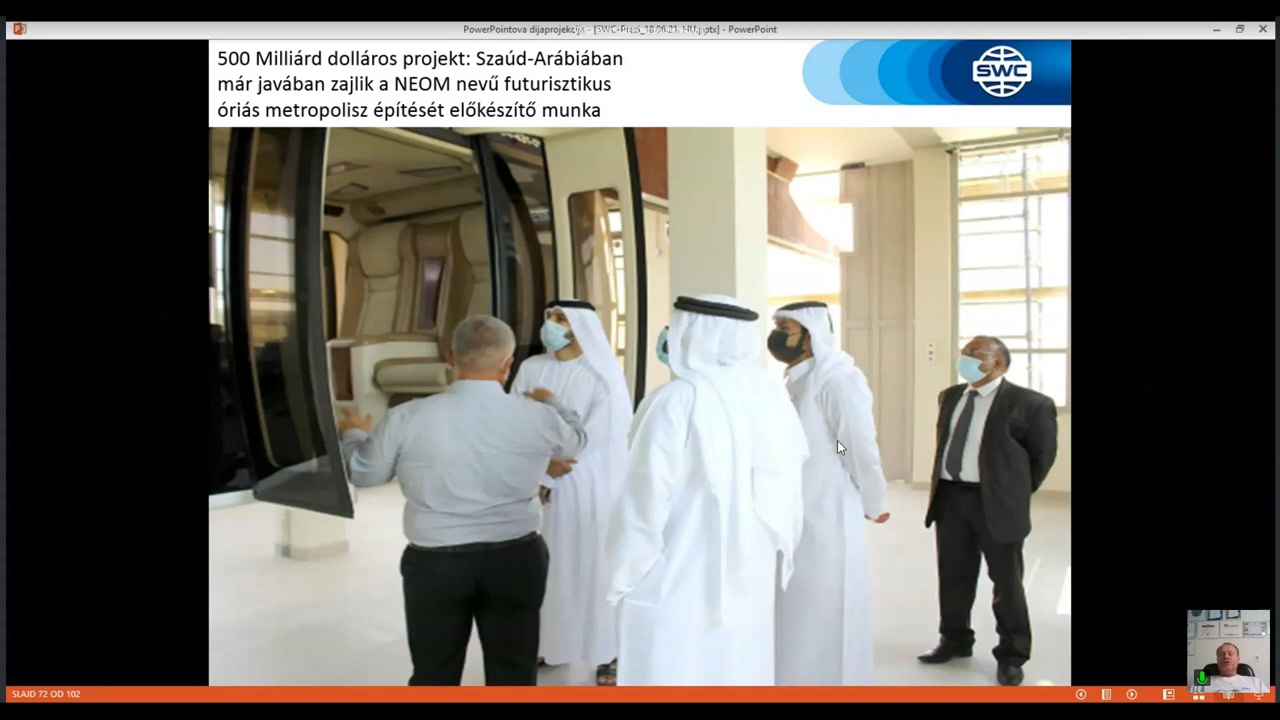 500 Milliárd dolláros projekt: Szaúd-Arábiában
már javában zajlik a NEOM nevű futurisztikus
óriás metropolisz építését előkészítő munka
SWC
SLAJD 72 OD 102